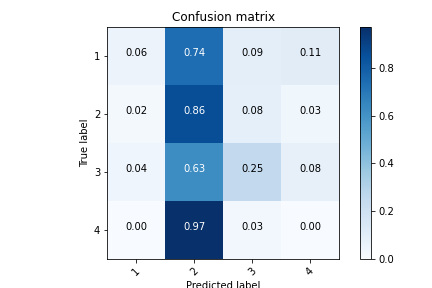 Confusion matrix
1 0.06 0.74 0.09 0.11 0.8
2 0.02 0.86 0.08 0.03 0.6
True label
0.4
3 0.04 0.63 0.25 0.08
0.2
4 0.00 0.97 0.03 0.00
0.0
1 2 3 4
Predicted label